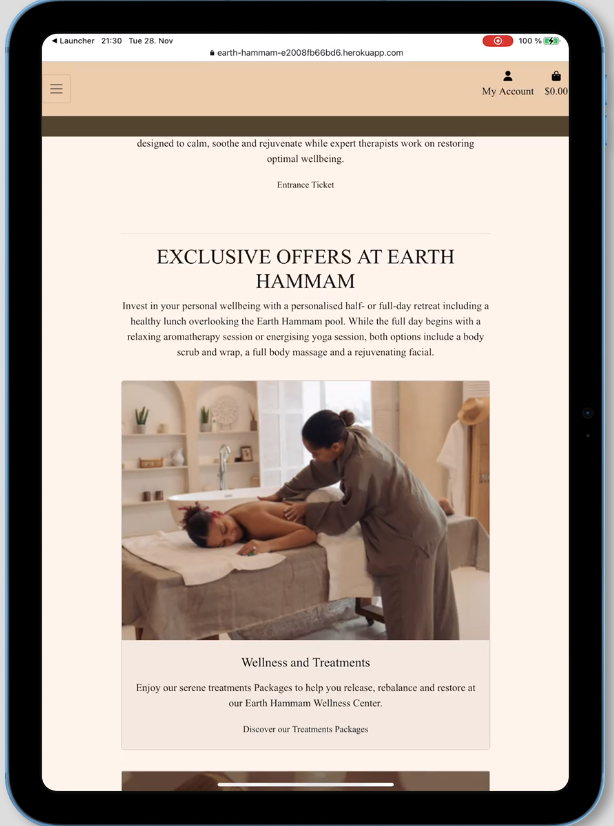 Launcher 21:30 Tue 28. Nov
100 %
earth-hammam-e2008fb66bd6.herokuapp.com
My Account $0.00
designed to calm, soothe and rejuvenate while expert therapists work on restoring
optimal wellbeing.
Entrance Ticket
EXCLUSIVE OFFERS AT EARTH
HAMMAM
Invest in your personal wellbeing with a personalised half- or full-day retreat including a
healthy lunch overlooking the Earth Hammam pool. While the full day begins with a
relaxing aromatherapy session or energising yoga session, both options include a body
scrub and wrap, a full body massage and a rejuvenating facial.
Wellness and Treatments
Enjoy our serene treatments Packages to help you release, rebalance and restore at
our Earth Hammam Wellness Center.
Discover our Treatments Packages